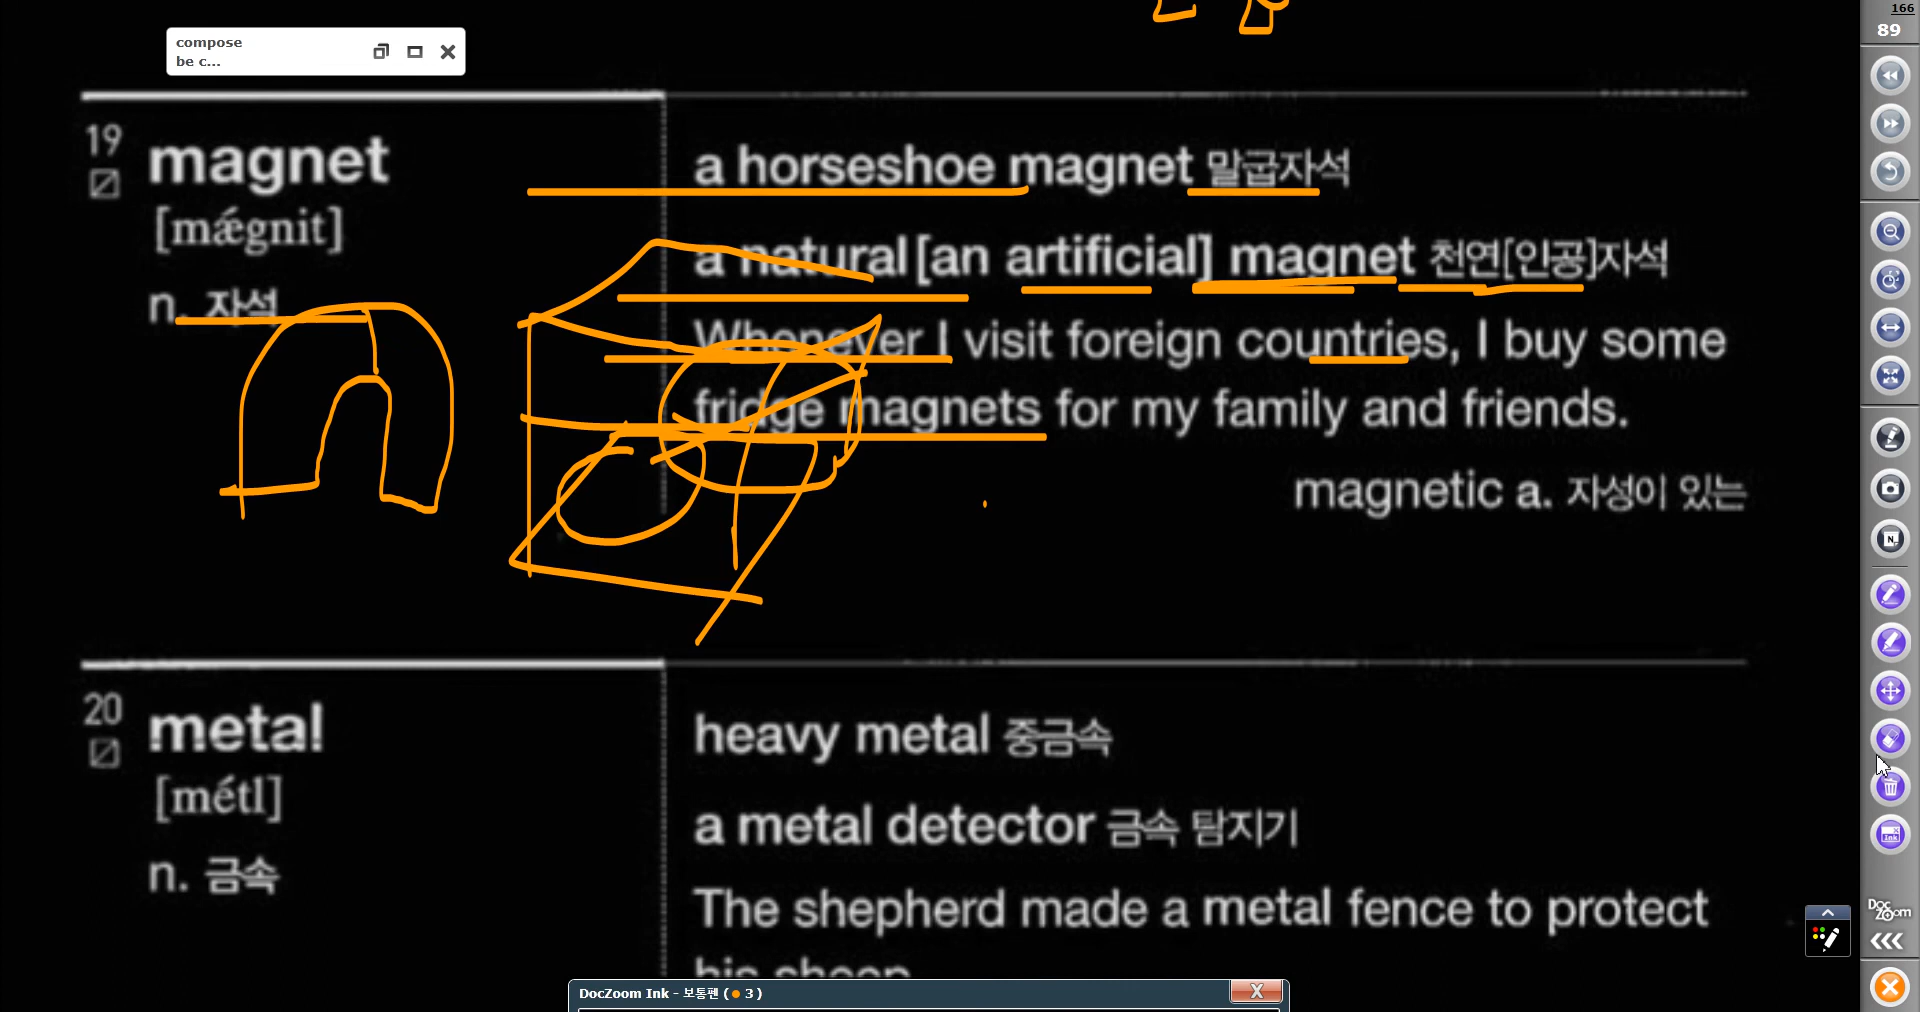 166
89
compose
be c...
19
magnet
[mǽgnit]
n. 자석
a horseshoe magnet 말굽자석
a natural[an artificial] magnet 천연[인공]자석
Whenever I visit foreign countries, I buy some
fridge magnets for my family and friends.
magnetic a. 자성이 있는
20
metal
[métl]
n. 금속
heavy metal 중금속
a metal detector 금속 탐지기
The shepherd made a metal fence to protect
his sheep
DocZoom
DocZoom Ink - 보통펜 ( 3 )